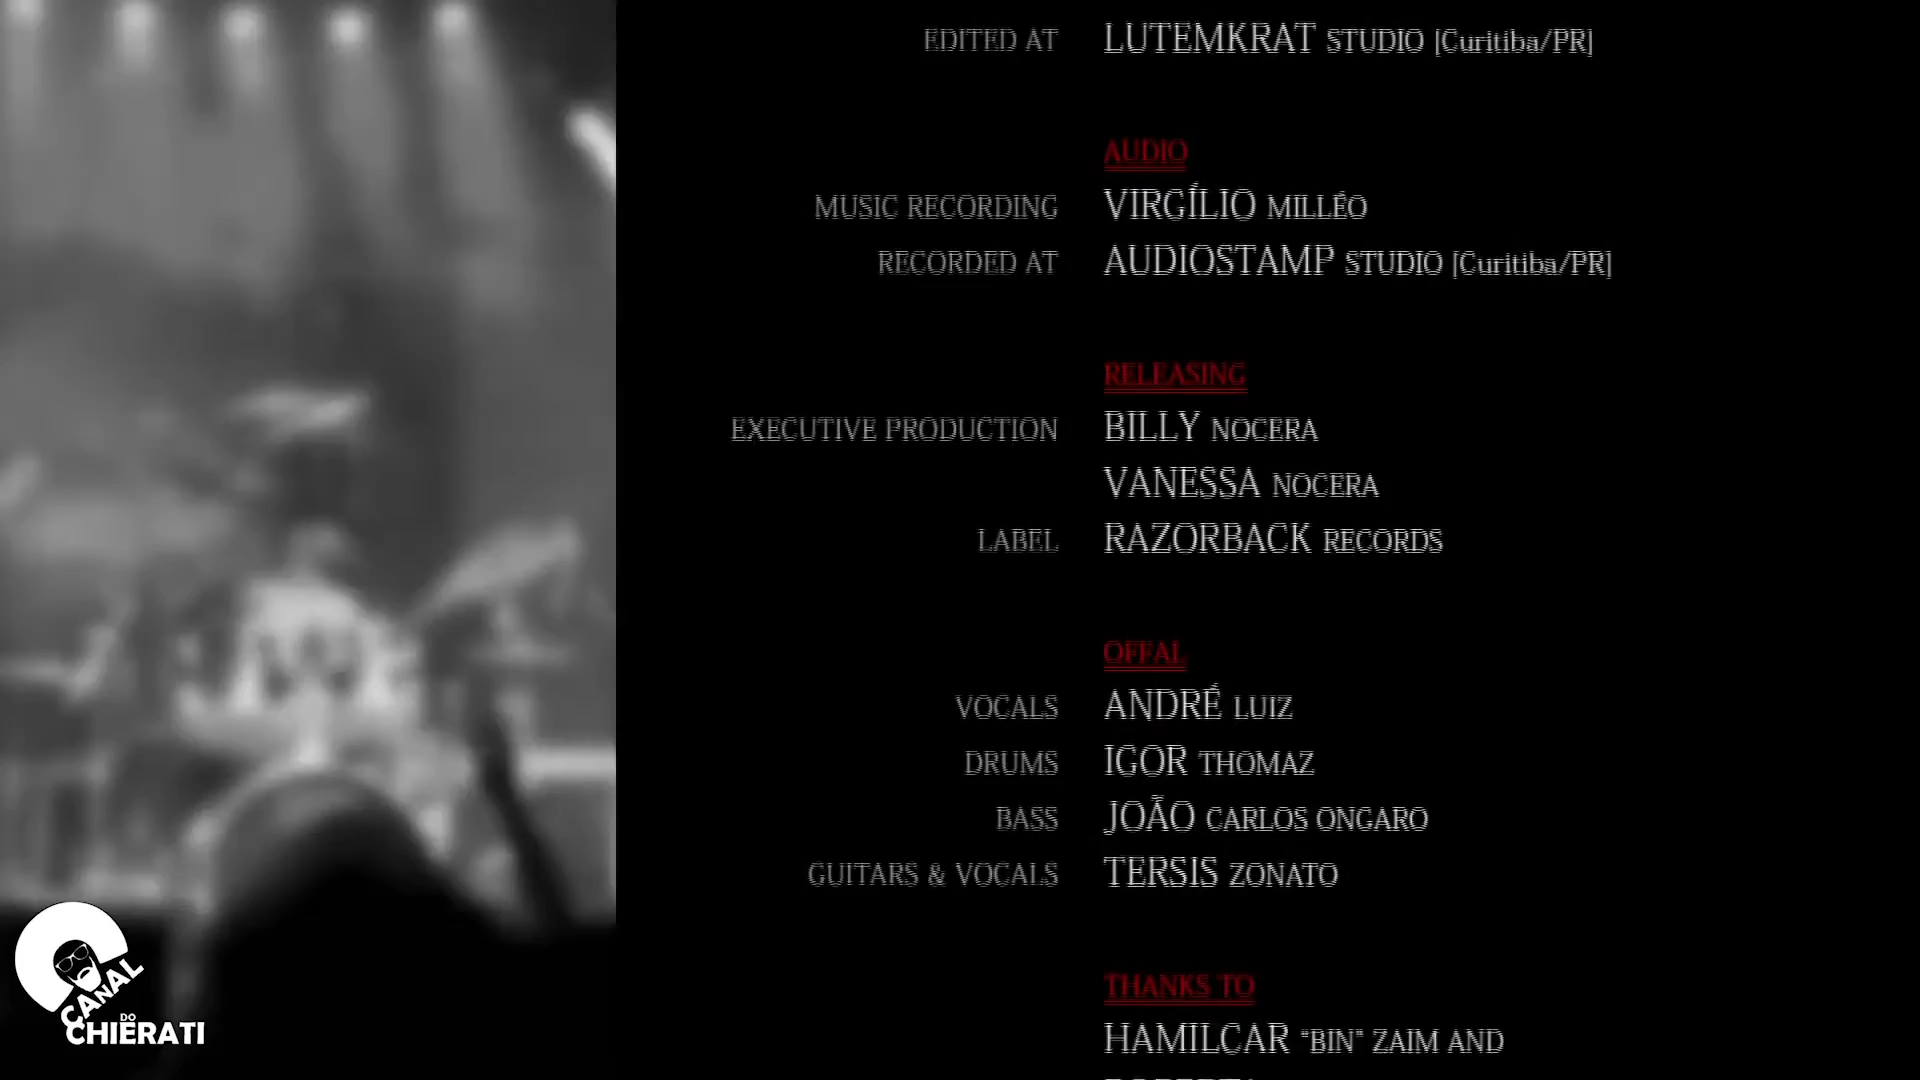 EDITED AT LUTEMKRAT STUDIO [Curitiba/PR]
AUDIO
MUSIC RECORDING VIRGÍLIO MILLÉO
RECORDED AT AUDIOSTAMP STUDIO [Curitiba/PR]
RELEASING
EXECUTIVE PRODUCTION BILLY NOCERA
VANESSA NOCERA
LABEL RAZORBACK RECORDS
OFFAL
VOCALS ANDRÉ LUIZ
DRUMS IGOR THOMAZ
BASS JOÃO CARLOS ONGARO
GUITARS & VOCALS TERSIS ZONATO
THANKS TO
HAMILCAR "BIN" ZAIM AND
CANAL
DO
CHIERATI